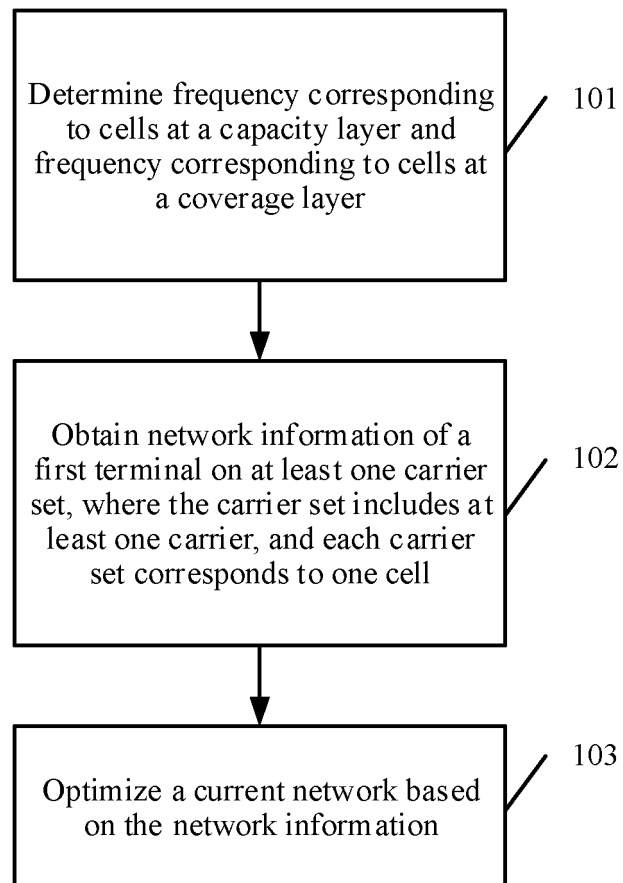 Determine frequency corresponding
to cells at a capacity layer and
frequency corresponding to cells at
a coverage layer
101
Obtain network information of a
first terminal on at least one carrier
set, where the carrier set includes at
least one carrier, and each carrier
set corresponds to one cell
102
Optimize a current network based
on the network information
103